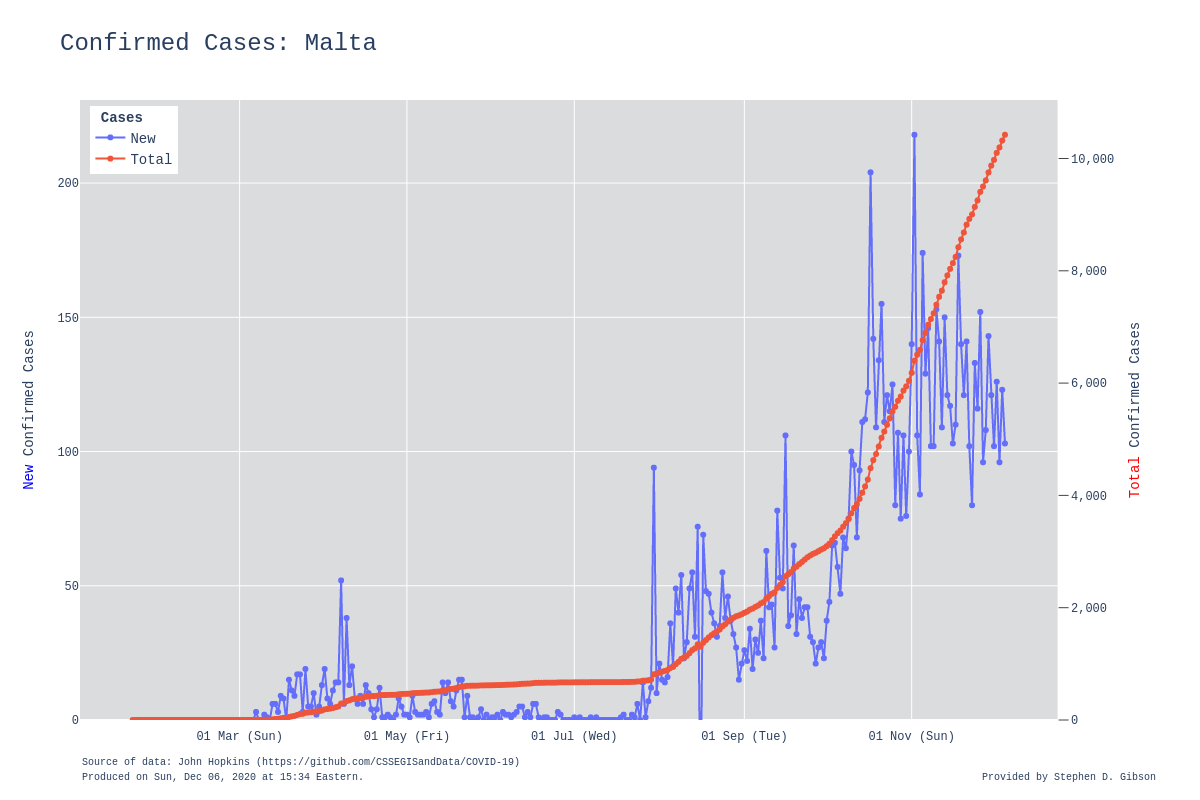 Confirmed Cases: Malta
Cases
New
Total
200
150
100
50
0
10,000
8,000
6,000
4,000
2,000
0
New Confirmed Cases
Total Confirmed Cases
01 Mar (Sun)
01 May (Fri)
01 Jul (Wed)
01 Sep (Tue)
01 Nov (Sun)
Source of data: John Hopkins (https://github.com/CSSEGISandData/COVID-19)
Produced on Sun, Dec 06, 2020 at 15:34 Eastern.
Provided by Stephen D. Gibson